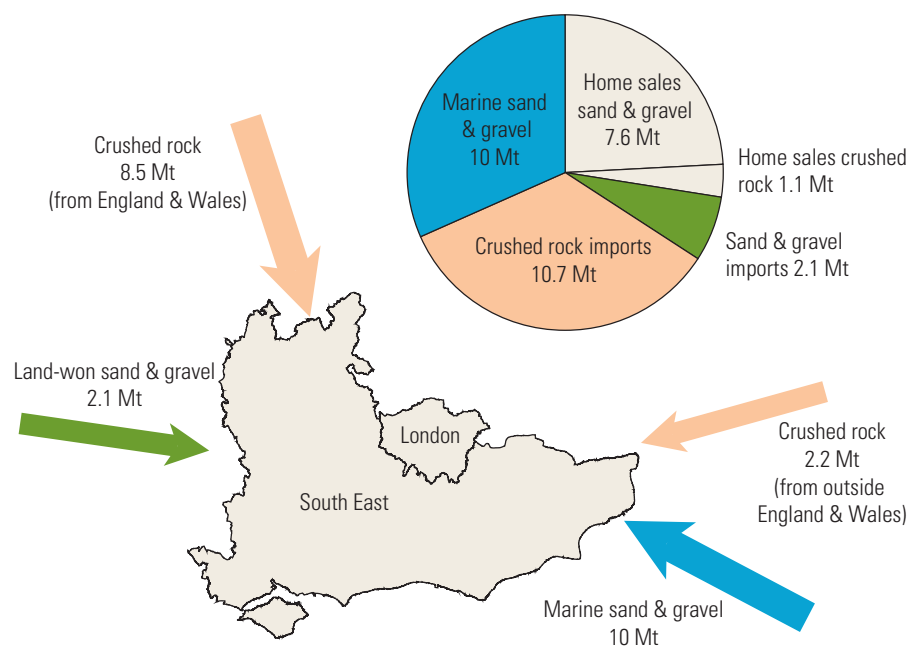 Marine sand
& gravel
10 Mt
Home sales
sand & gravel
7.6 Mt
Home sales crushed
rock 1.1 Mt
Sand & gravel
imports 2.1 Mt
Crushed rock imports
10.7 Mt
Crushed rock
8.5 Mt
(from England & Wales)
Land-won sand & gravel
2.1 Mt
London
South East
Crushed rock
2.2 Mt
(from outside
England & Wales)
Marine sand & gravel
10 Mt